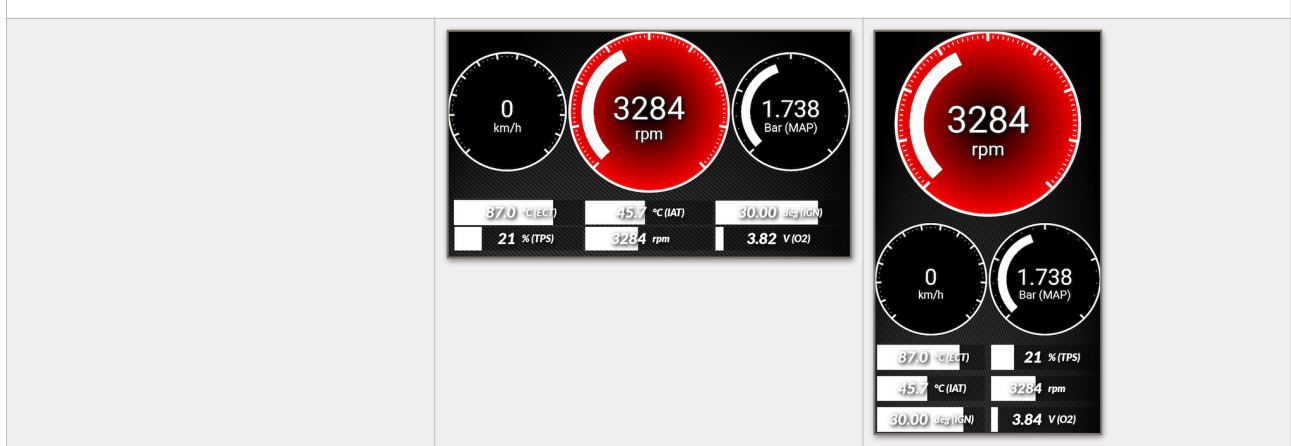 0
km/h
3284
rpm
1.738
Bar (MAP)
87.0 °C (ECT)
45.7 °C (IAT)
30.00 deg (IGN)
21 % (TPS)
3284 rpm
3.82 V (O2)
3284
rpm
0
km/h
1.738
Bar (MAP)
87.0 °C (ECT)
21 % (TPS)
45.7 °C (IAT)
3284 rpm
30.00 deg (IGN)
3.84 V (O2)